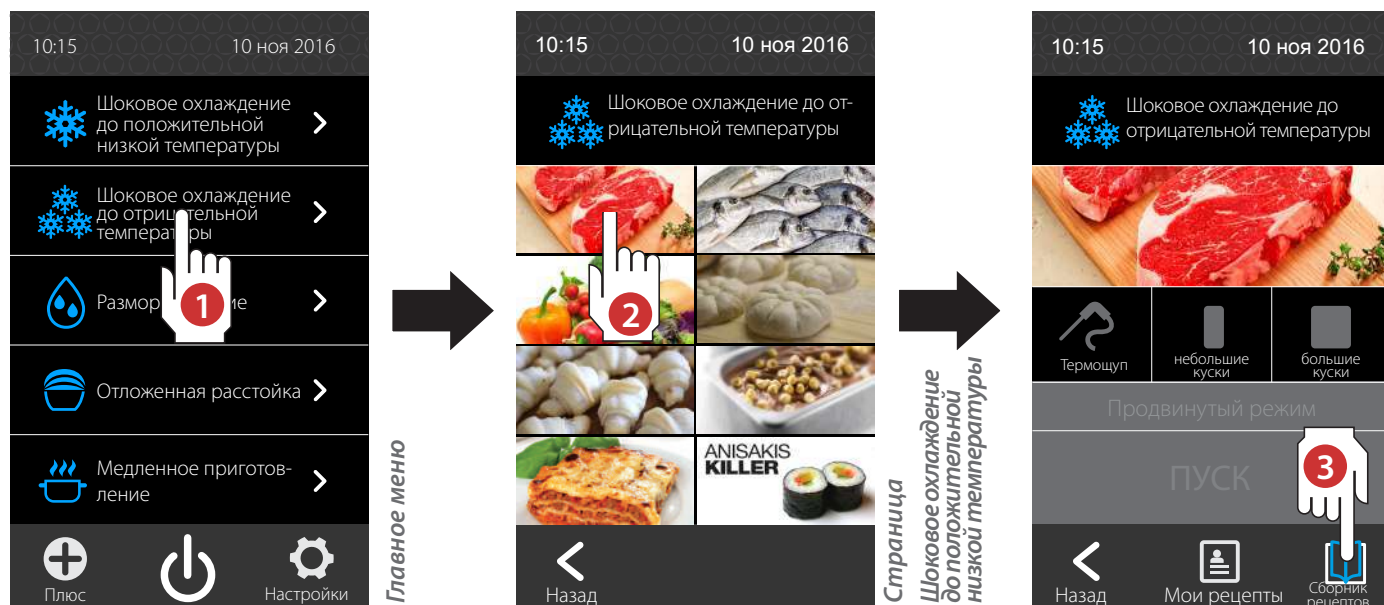 10:15 10 ноя 2016
Шоковое охлаждение
до положительной
низкой температуры
Шоковое охлаждение
до отрицательной
температуры
Отложенная расстойка
Медленное приготов-
ление
Плюс
Настройки
1
Главное меню
10:15 10 ноя 2016
Шоковое охлаждение до от-
рицательной температуры
2
ANISAKIS
KILLER
Назад
Страница
Шоковое охлаждение
до положительной
низкой температуры
10:15 10 ноя 2016
Шоковое охлаждение до
отрицательной температуры
Термощуп
небольшие
куски
большие
куски
Продвинутый режим
ПУСК
3
Назад
Мои рецепты
Сборник
рецептов